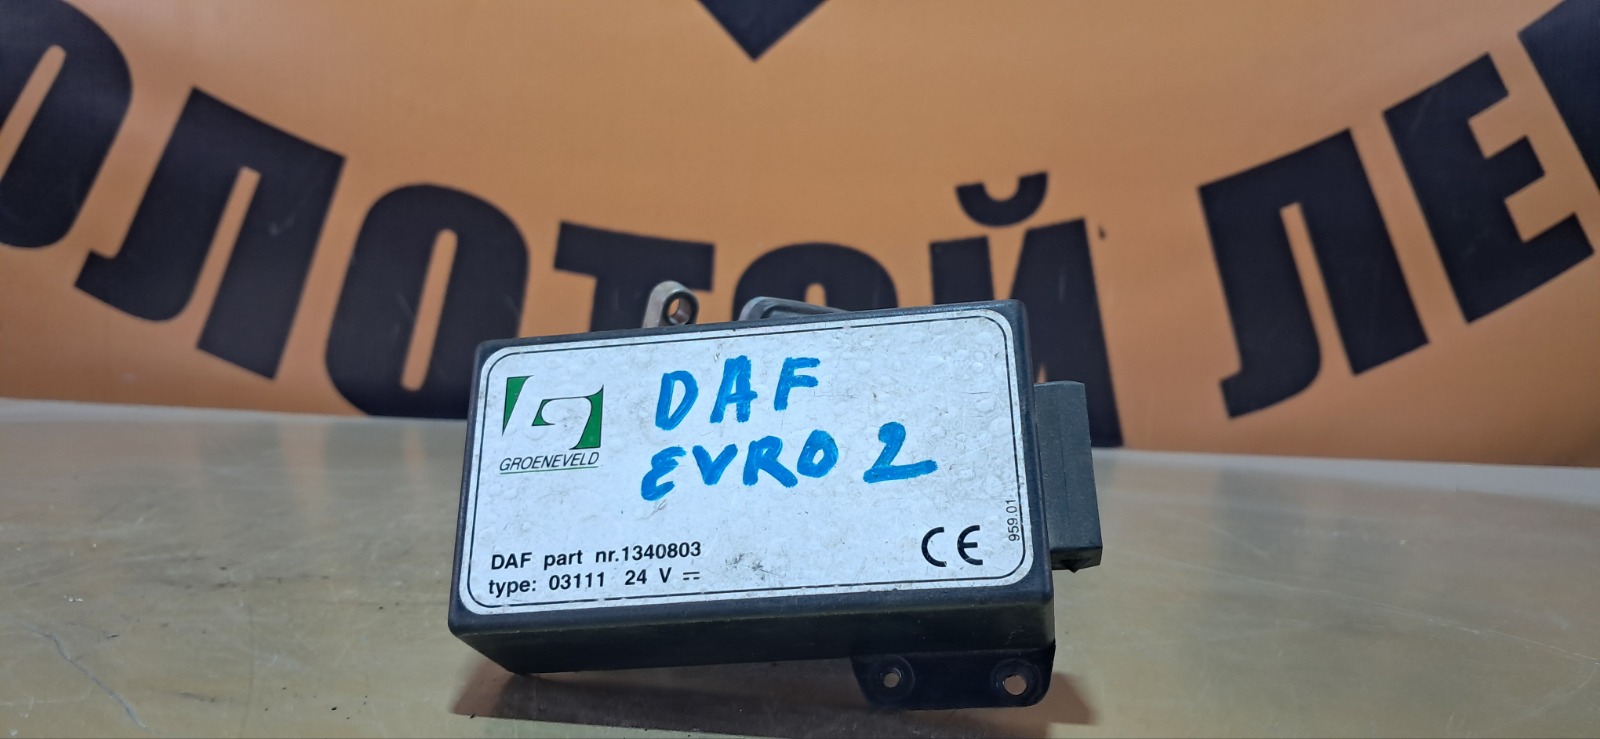 ОЛОТОЙ ЛЕ
DAF
EVRO 2
GROENEVELD
DAF part nr.1340803
type: 03111 24 V
CE
959.01